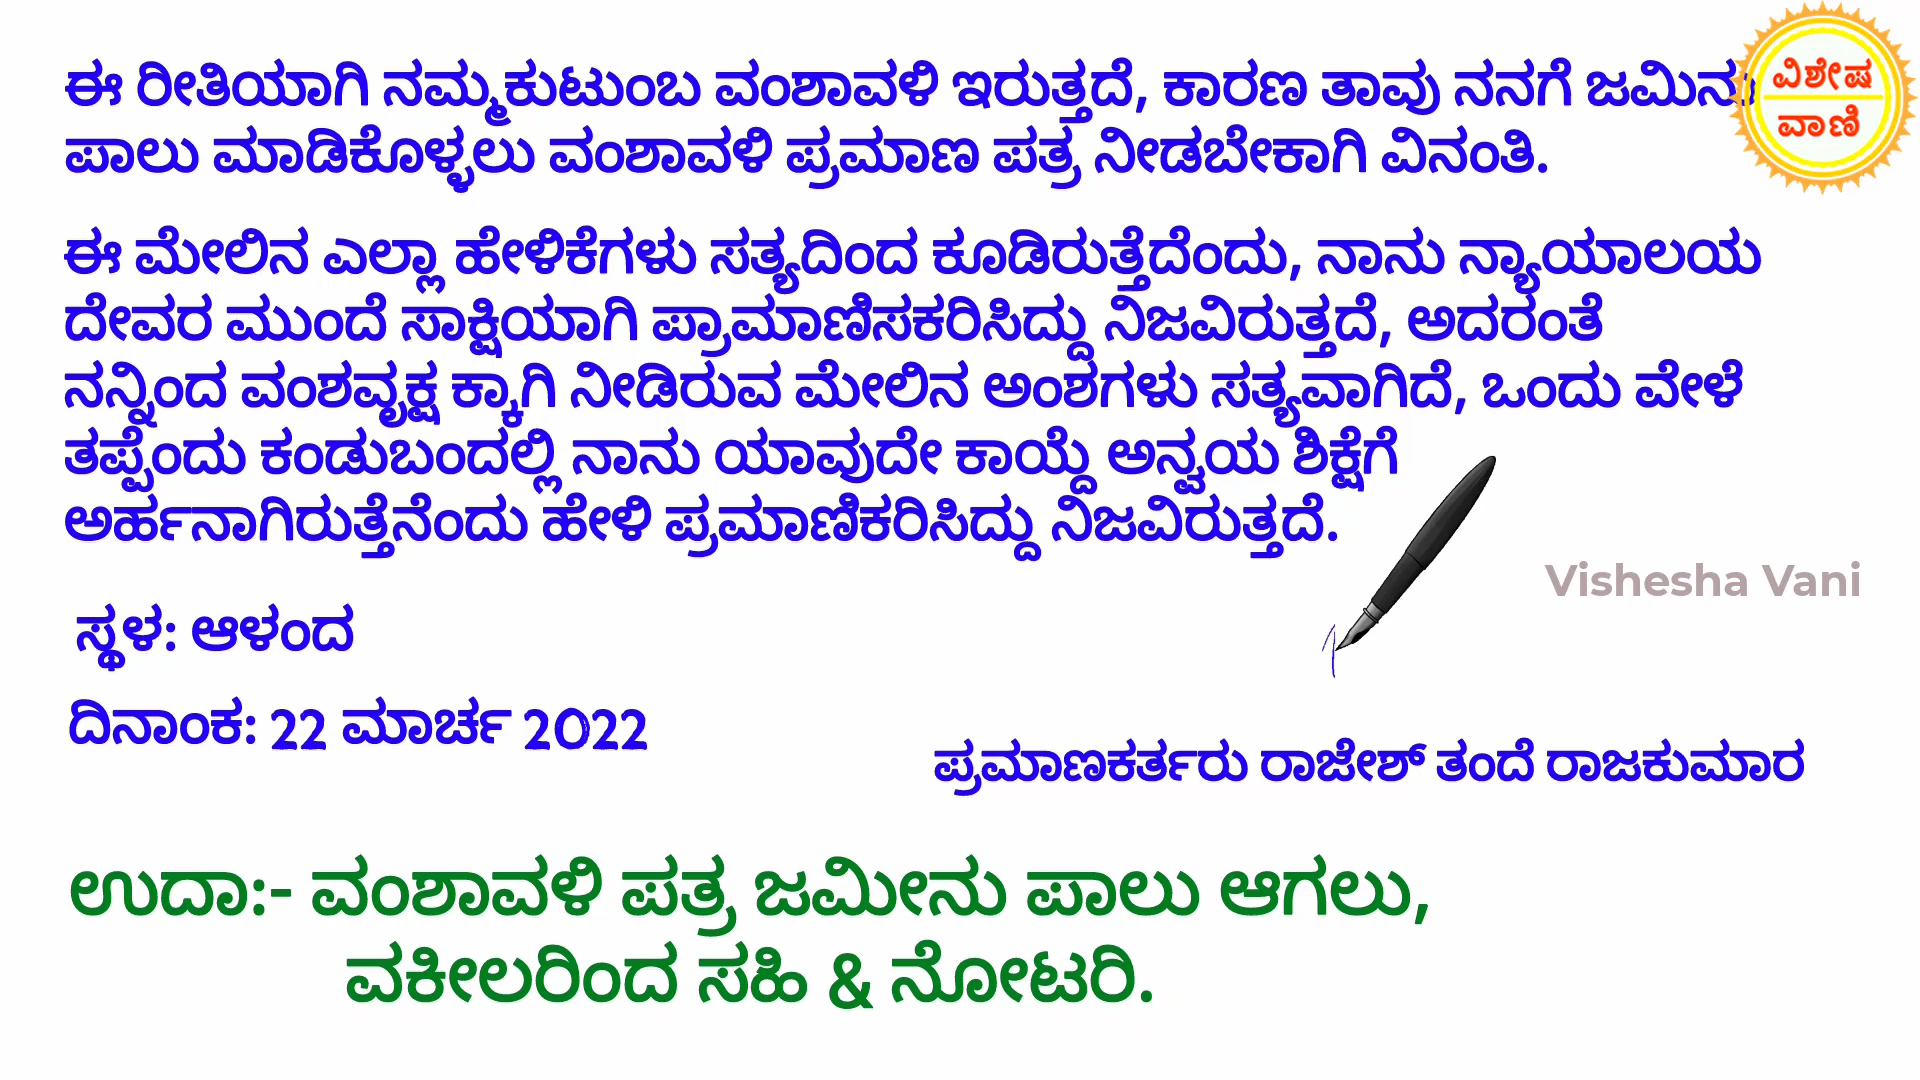 ಈ ರೀತಿಯಾಗಿ ನಮ್ಮಕುಟುಂಬ ವಂಶಾವಳಿ ಇರುತ್ತದೆ, ಕಾರಣ ತಾವು ನನಗೆ ಜಮಿನು
ವಿಶೇಷ
ವಾಣಿ
ಪಾಲು ಮಾಡಿಕೊಳ್ಳಲು ವಂಶಾವಳಿ ಪ್ರಮಾಣ ಪತ್ರ ನೀಡಬೇಕಾಗಿ ವಿನಂತಿ.
ಈ ಮೇಲಿನ ಎಲ್ಲಾ ಹೇಳಿಕೆಗಳು ಸತ್ಯದಿಂದ ಕೂಡಿರುತ್ತೆದೆಂದು, ನಾನು ನ್ಯಾಯಾಲಯ
ದೇವರ ಮುಂದೆ ಸಾಕ್ಷಿಯಾಗಿ ಪ್ರಾಮಾಣಿಸಕರಿಸಿದ್ದು ನಿಜವಿರುತ್ತದೆ, ಅದರಂತೆ
ನನ್ನಿಂದ ವಂಶವೃಕ್ಷ ಕ್ಕಾಗಿ ನೀಡಿರುವ ಮೇಲಿನ ಅಂಶಗಳು ಸತ್ಯವಾಗಿದೆ, ಒಂದು ವೇಳೆ
ತಪ್ಪೆಂದು ಕಂಡುಬಂದಲ್ಲಿ ನಾನು ಯಾವುದೇ ಕಾಯ್ದೆ ಅನ್ವಯ ಶಿಕ್ಷೆಗೆ
ಅರ್ಹನಾಗಿರುತ್ತೆನೆಂದು ಹೇಳಿ ಪ್ರಮಾಣಿಕರಿಸಿದ್ದು ನಿಜವಿರುತ್ತದೆ.
Vishesha Vani
ಸ್ಥಳ: ಆಳಂದ
ದಿನಾಂಕ: 22 ಮಾರ್ಚ 2022
ಪ್ರಮಾಣಕರ್ತರು ರಾಜೇಶ್ ತಂದೆ ರಾಜಕುಮಾರ
ಉದಾ:- ವಂಶಾವಳಿ ಪತ್ರ ಜಮೀನು ಪಾಲು ಆಗಲು,
ವಕೀಲರಿಂದ ಸಹಿ & ನೋಟರಿ.